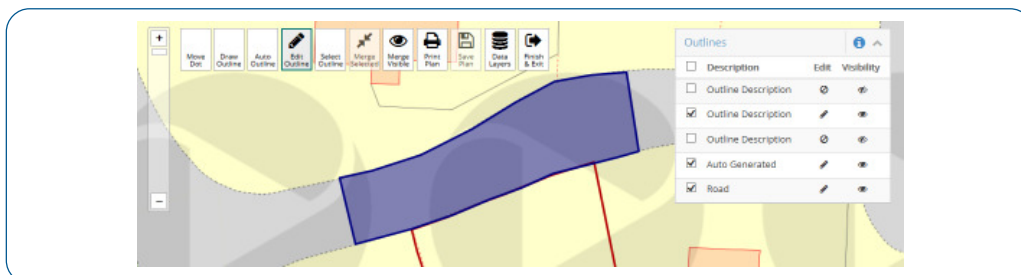 +
Move Dot
Draw Outline
Auto Outline
Edit Outline
Select Outline
Merge Selected
Merge Visible
Print Plan
Save Plan
Data Layers
Finish & Exit
−
Outlines
Description Edit Visibility
Outline Description
Outline Description
Outline Description
Auto Generated
Road